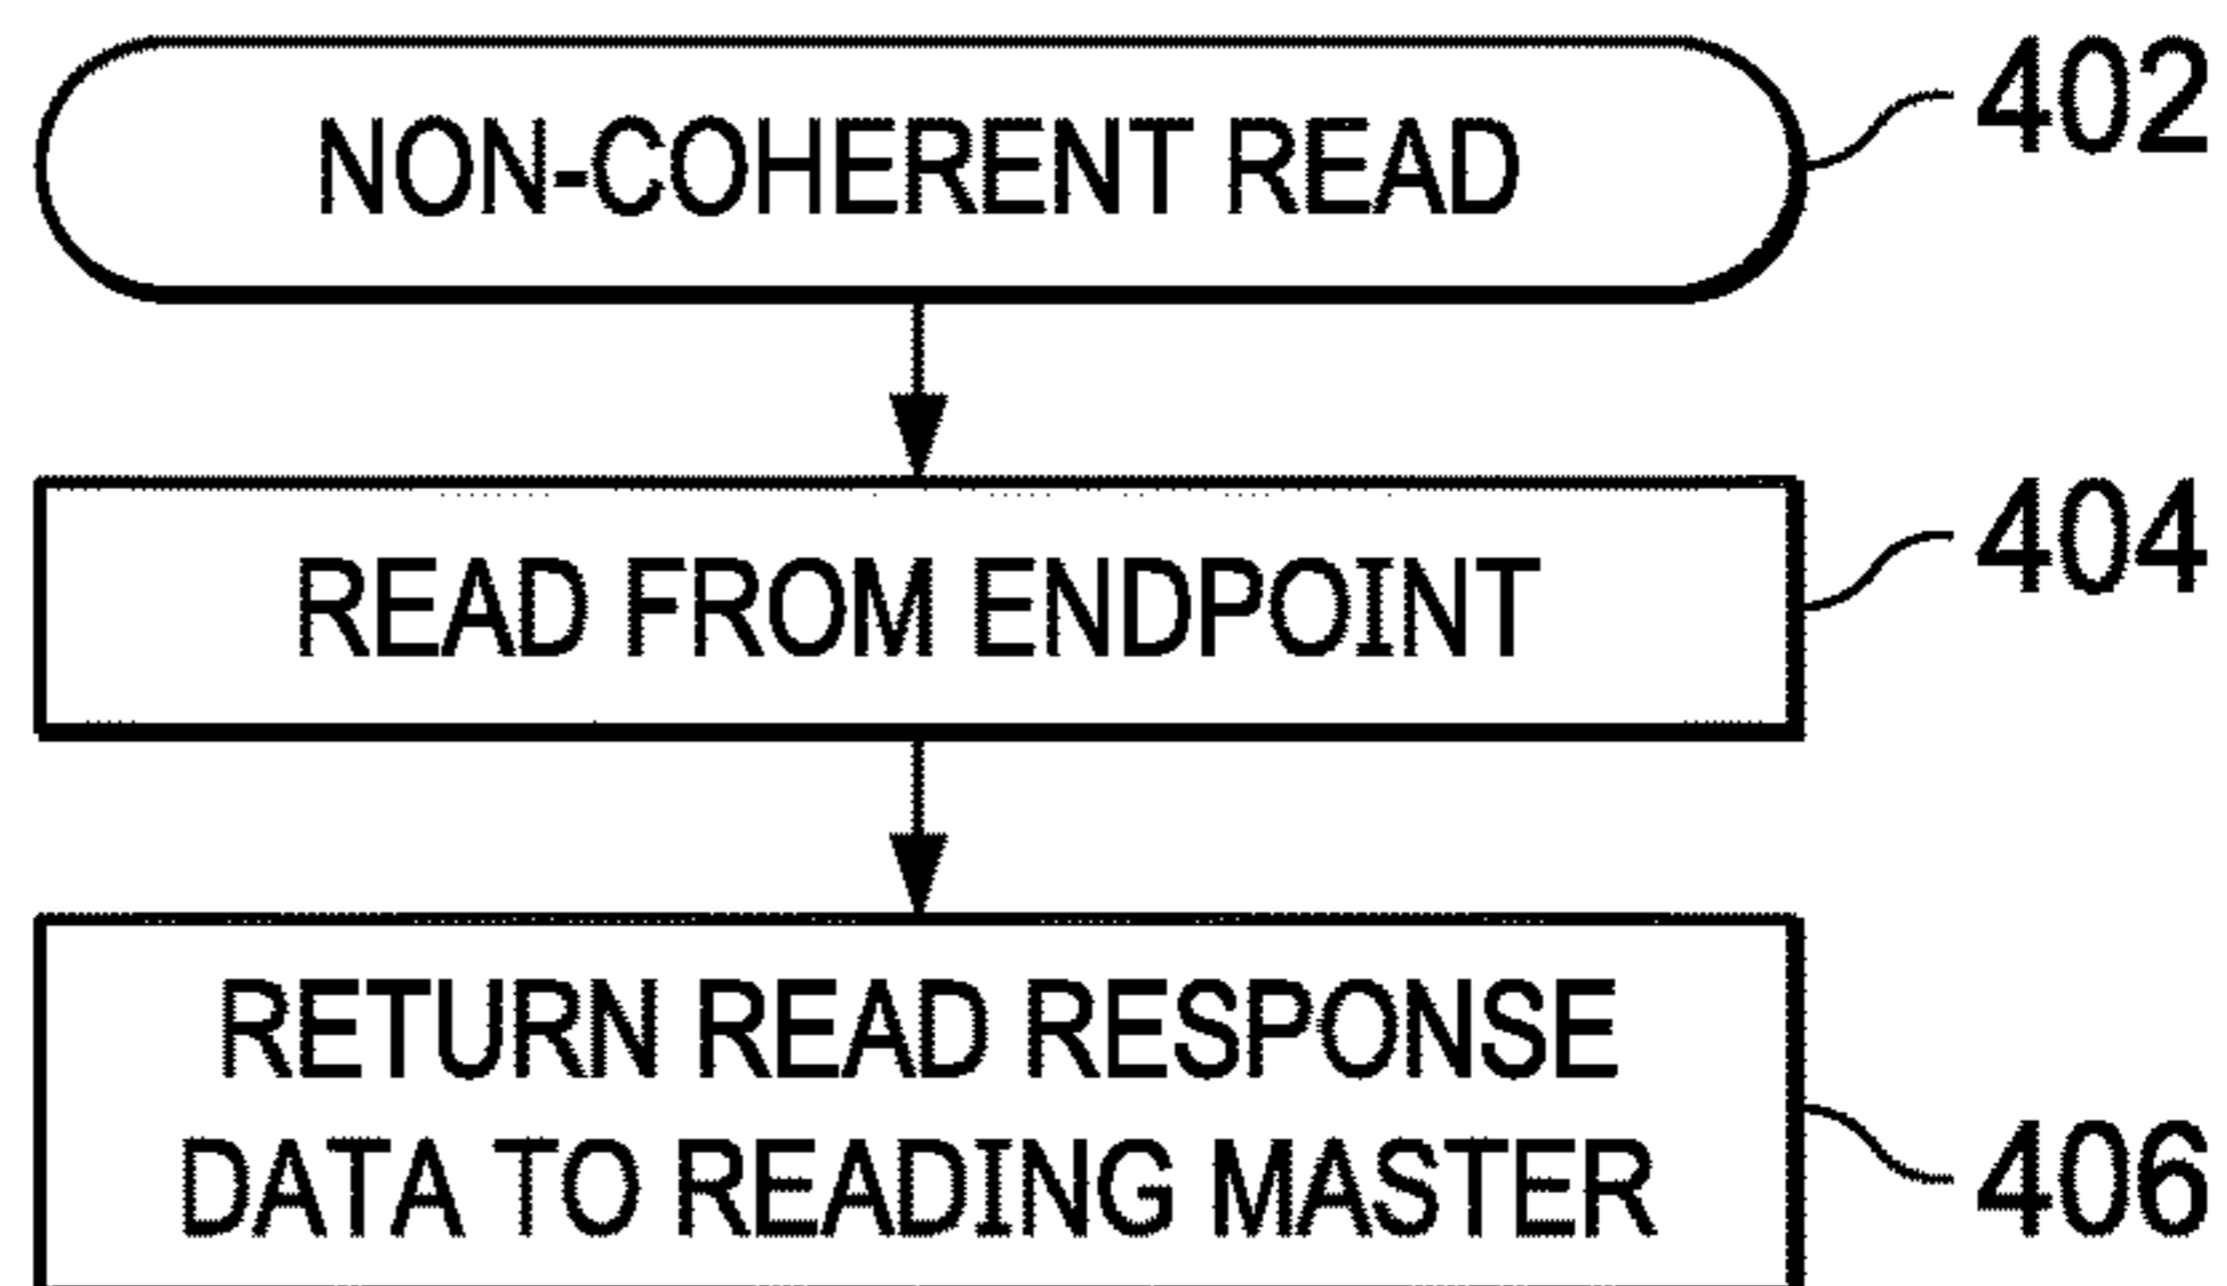 NON-COHERENT READ
402
READ FROM ENDPOINT
404
RETURN READ RESPONSE
DATA TO READING MASTER
406